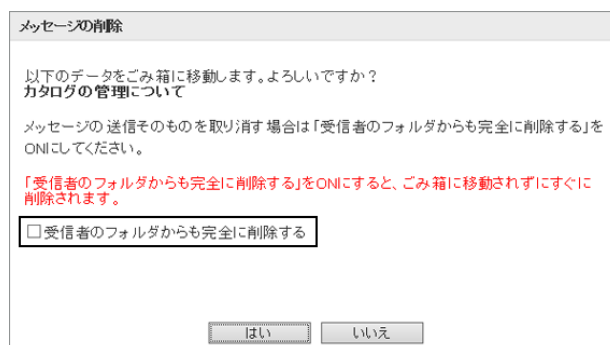 メッセージの削除
以下のデータをごみ箱に移動します。よろしいですか?
カタログの管理について
メッセージの送信そのものを取り消す場合は「受信者のフォルダからも完全に削除する」を
ONにしてください。
「受信者のフォルダからも完全に削除する」をONにすると、ごみ箱に移動されずにすぐに
削除されます。
受信者のフォルダからも完全に削除する
はい
いいえ